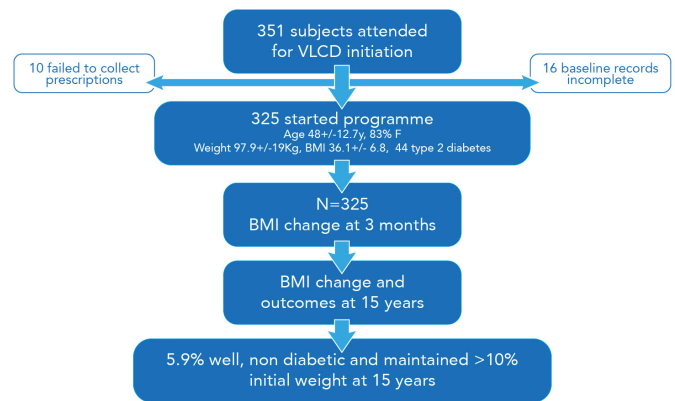 351 subjects attended
for VLCD initiation
10 failed to collect
prescriptions
16 baseline records
incomplete
325 started programme
Age 48+/-12.7y, 83% F
Weight 97.9+/-19Kg, BMI 36.1+/- 6.8, 44 type 2 diabetes
N=325
BMI change at 3 months
BMI change and
outcomes at 15 years
5.9% well, non diabetic and maintained >10%
initial weight at 15 years